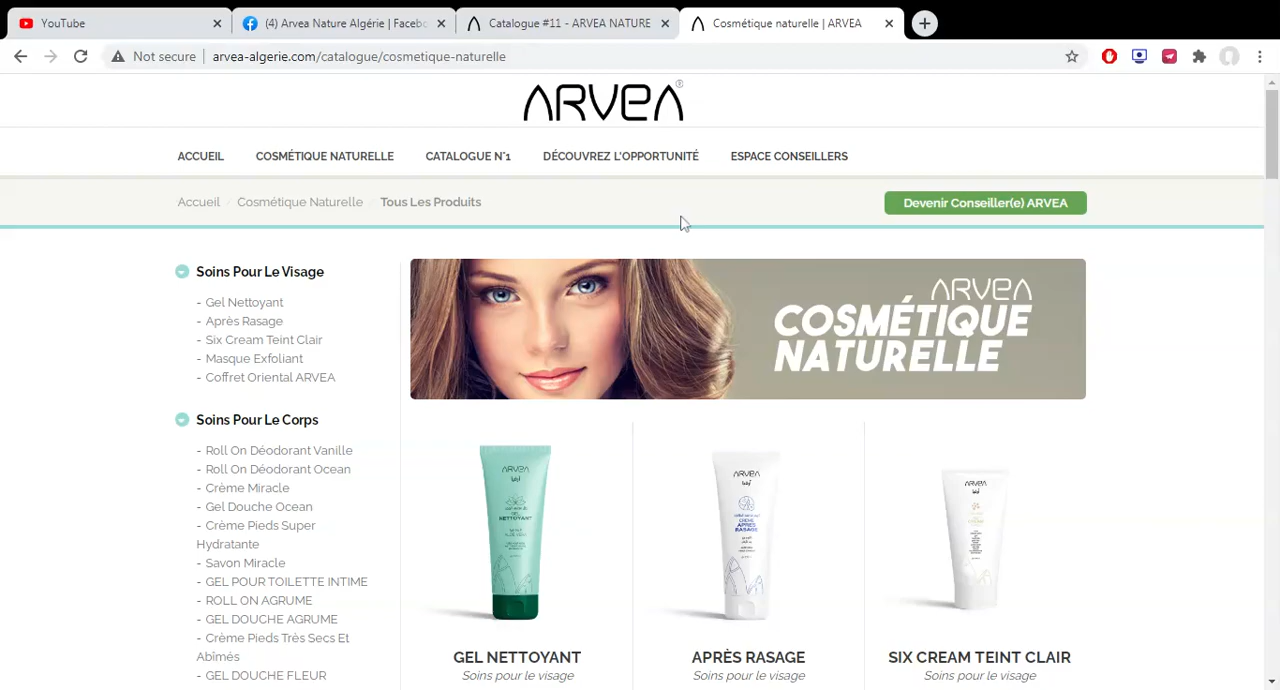 YouTube
(4) Arvea Nature Algérie | Facebo
Catalogue #11 - ARVEA NATURE
Cosmétique naturelle | ARVEA
Not secure
arvea-algerie.com/catalogue/cosmetique-naturelle
ARVEA
ACCUEIL
COSMÉTIQUE NATURELLE
CATALOGUE N°1
DÉCOUVREZ L'OPPORTUNITÉ
ESPACE CONSEILLERS
Accueil / Cosmétique Naturelle
Tous Les Produits
Devenir Conseiller(e) ARVEA
Soins Pour Le Visage
- Gel Nettoyant
- Après Rasage
- Six Cream Teint Clair
- Masque Exfoliant
- Coffret Oriental ARVEA
Soins Pour Le Corps
- Roll On Déodorant Vanille
- Roll On Déodorant Ocean
- Crème Miracle
- Gel Douche Ocean
- Crème Pieds Super
Hydratante
- Savon Miracle
- GEL POUR TOILETTE INTIME
- ROLL ON AGRUME
- GEL DOUCHE AGRUME
- Crème Pieds Très Secs Et
Abîmés
- GEL DOUCHE FLEUR
ARVEA
COSMÉTIQUE
NATURELLE
ARVEA
GEL
NETTOYANT
ARVEA
CRÈME
APRÈS
RASAGE
ARVEA
GEL NETTOYANT
Soins pour le visage
APRÈS RASAGE
Soins pour le visage
SIX CREAM TEINT CLAIR
Soins pour le visage